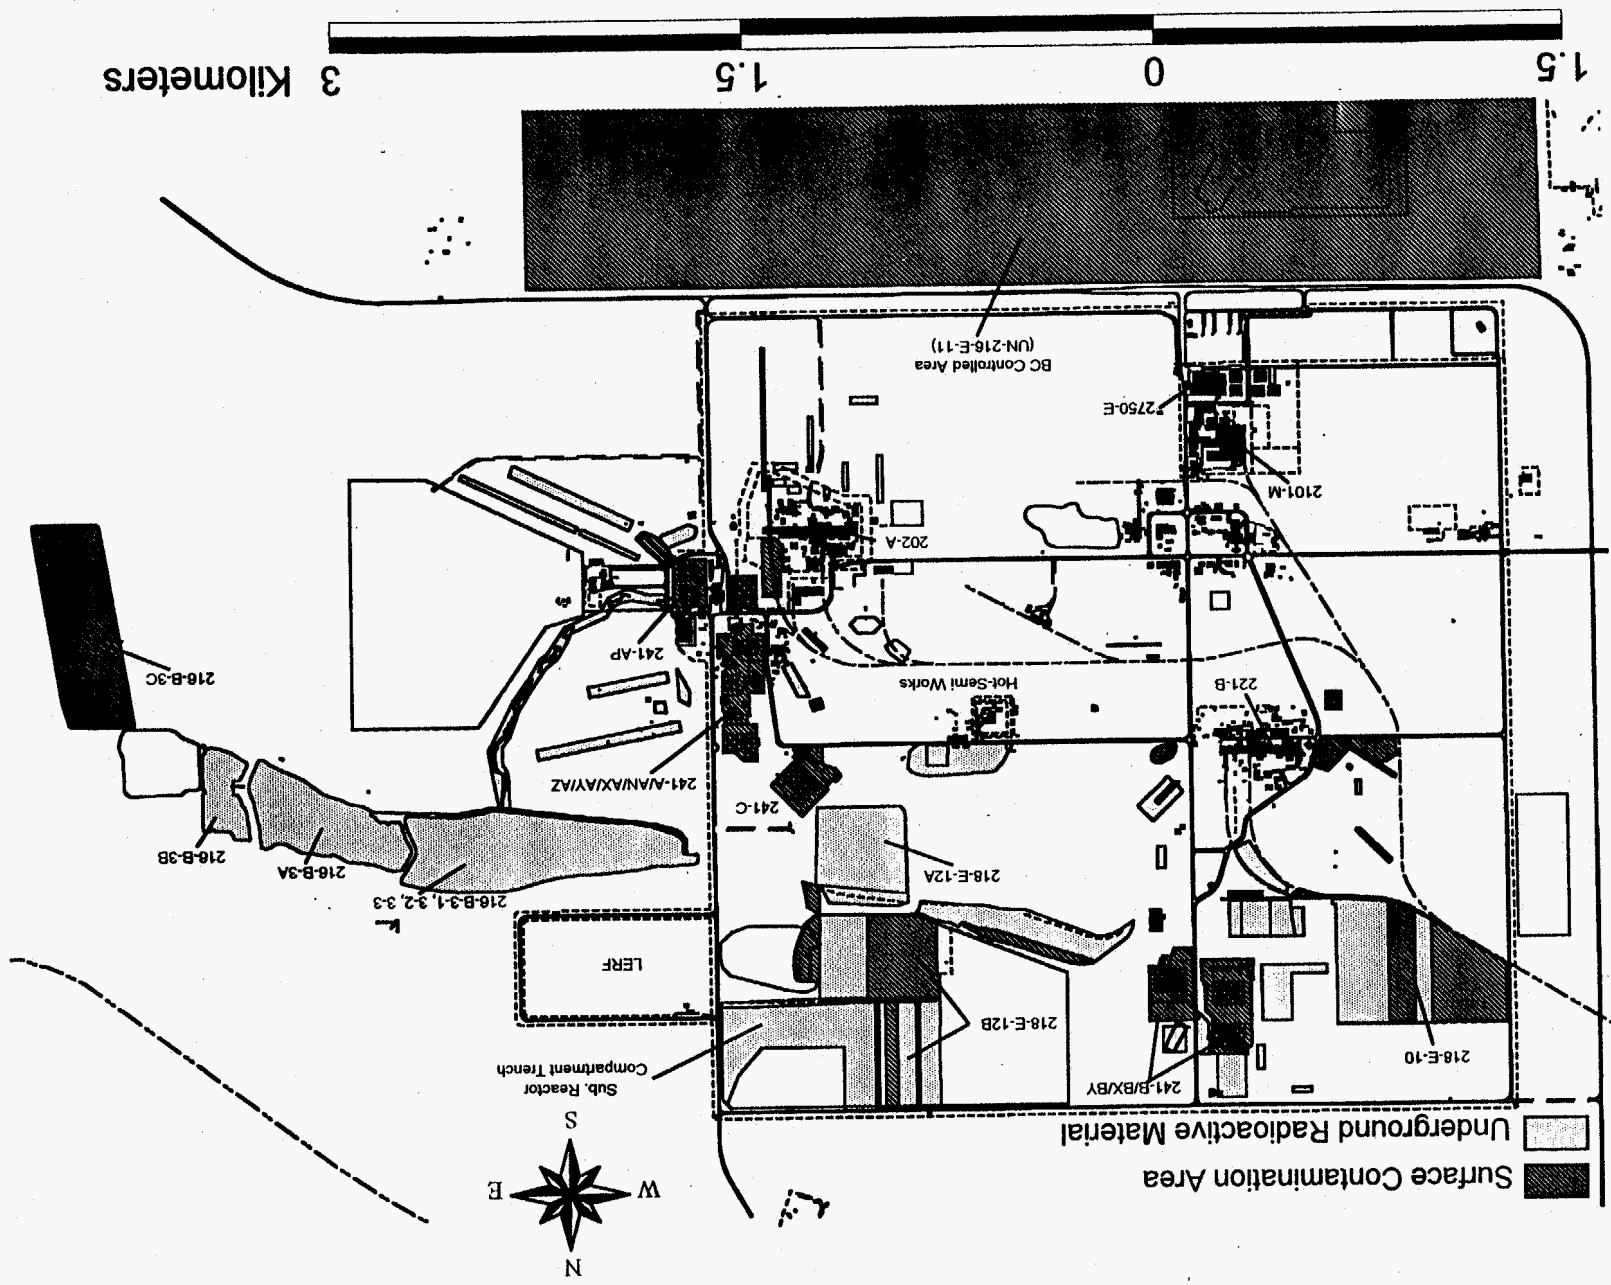 Surface Contamination Area
Underground Radioactive Material
N
W
E
S
Sub. Reactor
Compartment Trench
241-B/BX/BY
218-E-10
218-E-12B
LERF
216-B-3-1, 3-2, 3-3
218-E-12A
216-B-3A
216-B-3B
241-C
241-A/AN/AX/AY/AZ
221-B
Hot-Semi Works
216-B-3C
241-AP
202-A
2101-M
2750-E
BC Controlled Area
(UN-216-E-11)
1.5
0
1.5
3 Kilometers